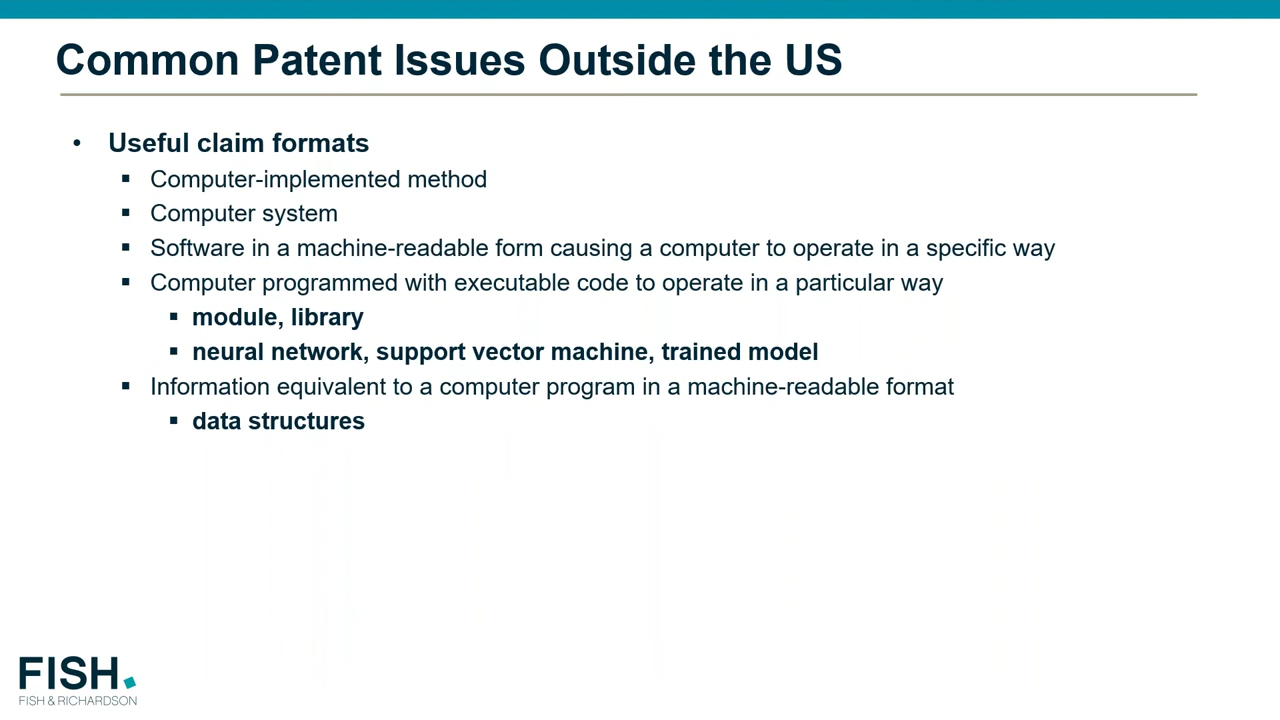 Common Patent Issues Outside the US
• Useful claim formats
▪ Computer-implemented method
▪ Computer system
▪ Software in a machine-readable form causing a computer to operate in a specific way
▪ Computer programmed with executable code to operate in a particular way
▪ module, library
▪ neural network, support vector machine, trained model
▪ Information equivalent to a computer program in a machine-readable format
▪ data structures
FISH.
FISH & RICHARDSON